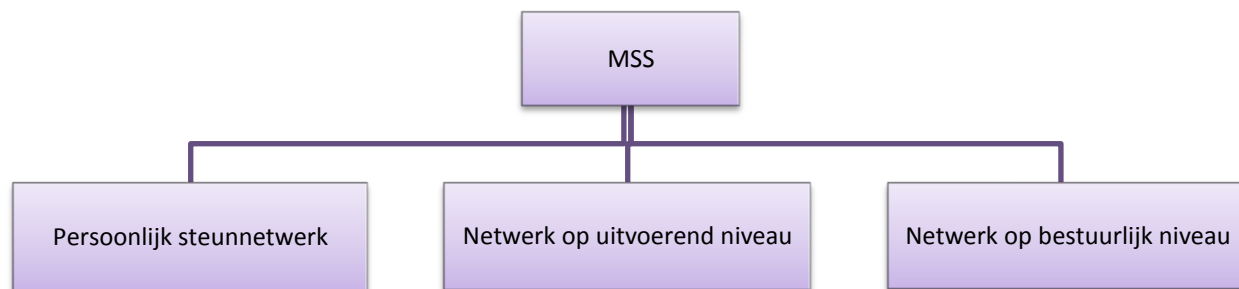 MSS
Persoonlijk steunnetwerk
Netwerk op uitvoerend niveau
Netwerk op bestuurlijk niveau